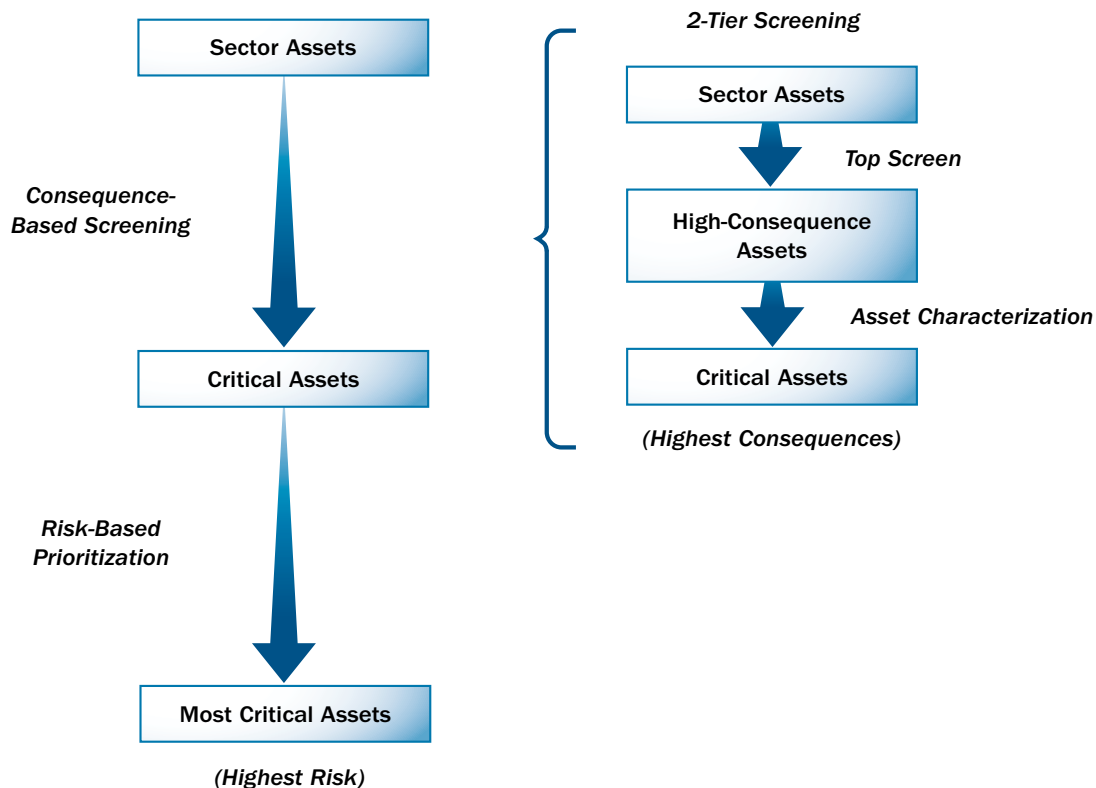 Sector Assets
Consequence-
Based Screening
Critical Assets
Risk-Based
Prioritization
Most Critical Assets
(Highest Risk)
2-Tier Screening
Sector Assets
Top Screen
High-Consequence
Assets
Asset Characterization
Critical Assets
(Highest Consequences)